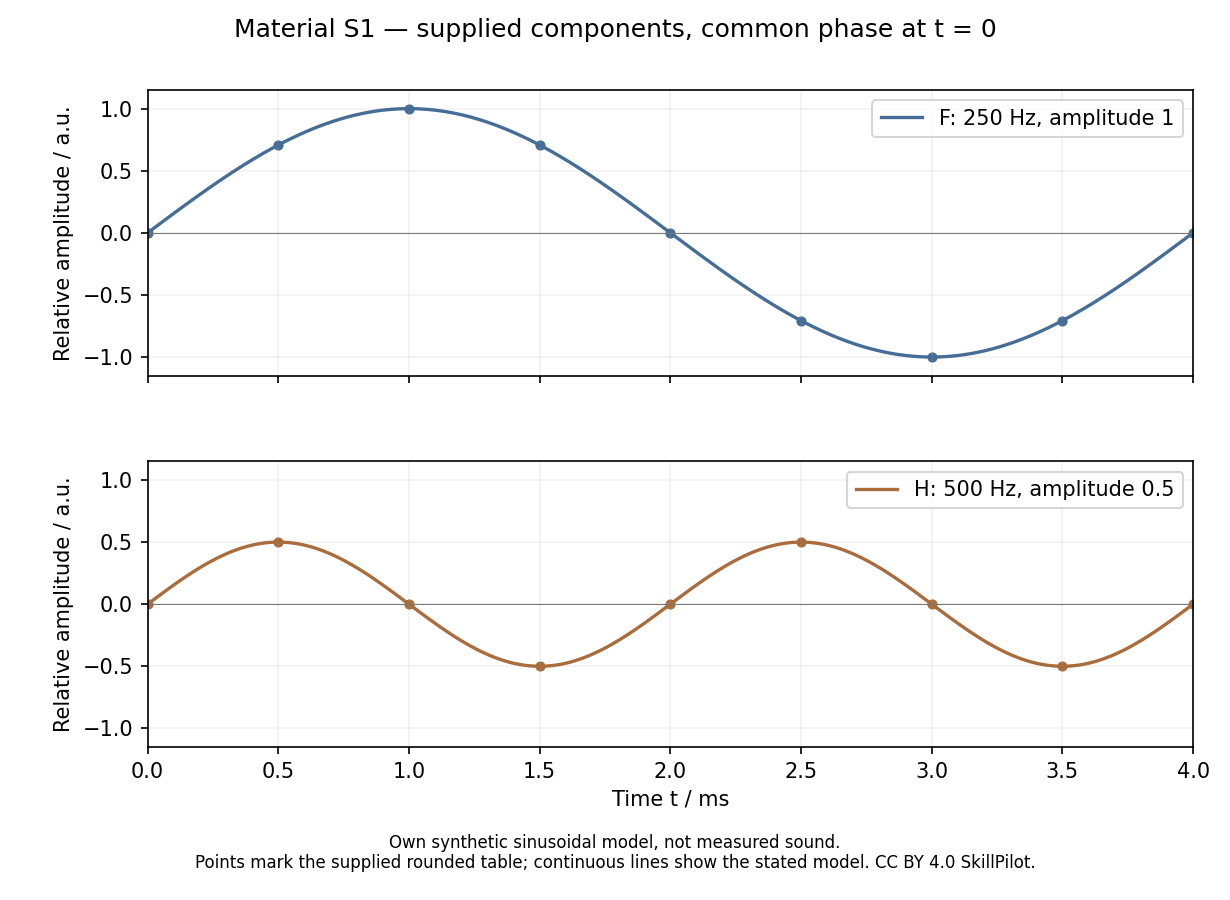 Material S1 — supplied components, common phase at t = 0
Relative amplitude / a.u.
1.0
0.5
0.0
−0.5
−1.0
F: 250 Hz, amplitude 1
Relative amplitude / a.u.
1.0
0.5
0.0
−0.5
−1.0
H: 500 Hz, amplitude 0.5
0.0 0.5 1.0 1.5 2.0 2.5 3.0 3.5 4.0
Time t / ms
Own synthetic sinusoidal model, not measured sound.
Points mark the supplied rounded table; continuous lines show the stated model. CC BY 4.0 SkillPilot.